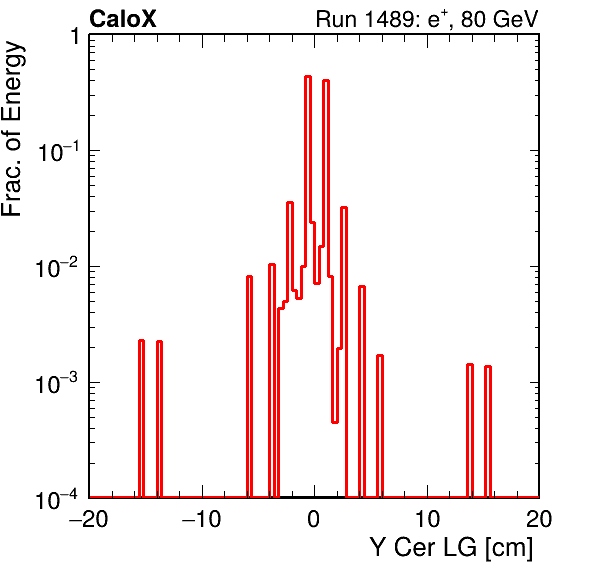 CaloX Run 1489: e⁺, 80 GeV
Frac. of Energy
1
10⁻¹
10⁻²
10⁻³
10⁻⁴
−20 −10 0 10 20
Y Cer LG [cm]